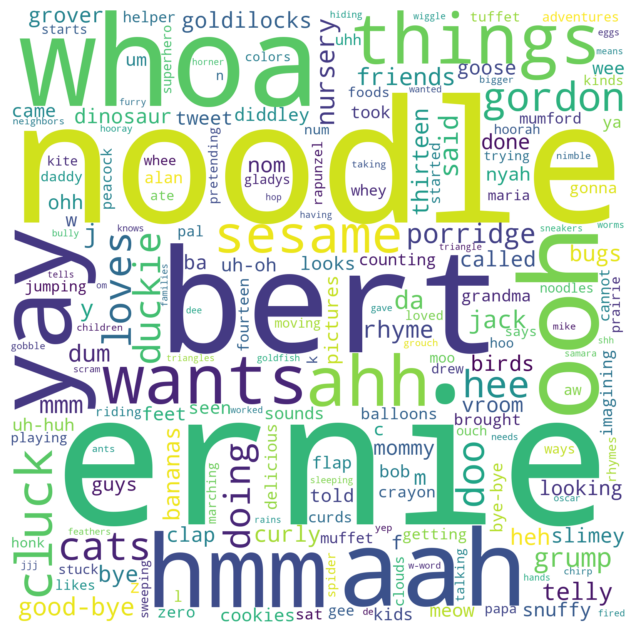 grover
helper
goldilocks
nursery
uhh
hiding
wiggle
tuffet
adventures
eggs
whoa
starts
superhero
horner
um
colors
n
things
goose
wee
kinds
means
bigger
furry
friends
foods
wanted
gordon
came
dinosaur
tweet
diddley
took
mumford
ya
neighbors
hooray
num
thirteen
said
started
done
hoorah
trying
nimble
noodle
kite
whee
alan
pretending
nom
rapunzel
whey
taking
nyah
gonna
daddy
peacock
ate
gladys
hop
maria
ohh
w
bully
knows
having
sneakers
worms
yay
j
loves
duckie
pal
sesame
porridge
triangle
bugs
ba
uh-oh
looks
counting
called
ooh
cannot
noodles
prairie
jumping
tells
om
bert
da
loved
grandma
imagining
y
families
fourteen
k
moving
pictures
rhyme
jack
says
mike
gobble
children
dee
gave
grouch
hoo
samara
shh
dum
triangles
goldfish
drew
moo
birds
aw
scram
wants
ahh.
hee
mmm
vroom
riding
feet
seen
worked
balloons
c
ouch
brought
needs
ways
rhymes
uh-huh
playing
sounds
mommy
oscar
cluck
ernie
ants
bananas
marching
doing
delicious
sleeping
flap
bob
m
doo
bye-bye
looking
guys
feathers
rains
told
crayon
clap
curly
curds
muffet
yep
f
getting
heh
slimey
honk
cats
stuck
hmm
aah
spider
clouds
talking
w-word
grump
chirp
hands
jjj
likes
bye
sweeping
z
l
gee
de
kids
meow
papa
telly
good-bye
zero
cookies
sat
snuffy
fired